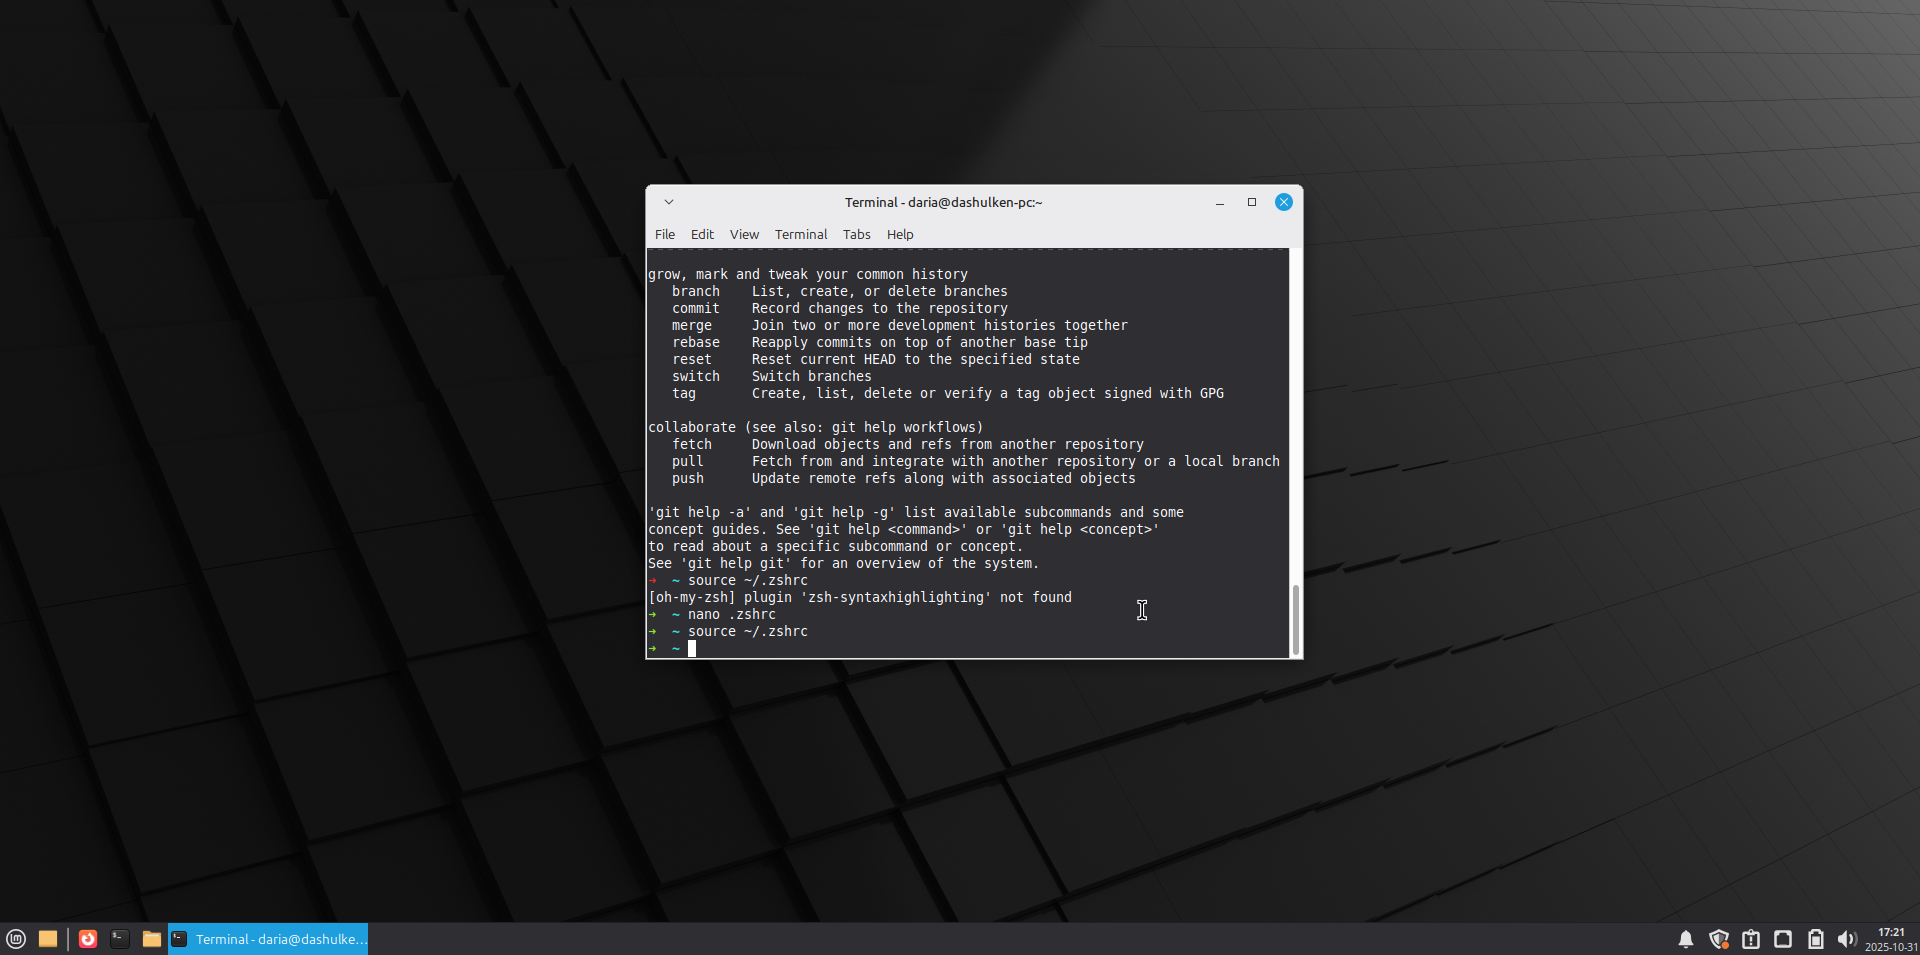 Terminal - daria@dashulken-pc:~
File Edit View Terminal Tabs Help
grow, mark and tweak your common history
branch List, create, or delete branches
commit Record changes to the repository
merge Join two or more development histories together
rebase Reapply commits on top of another base tip
reset Reset current HEAD to the specified state
switch Switch branches
tag Create, list, delete or verify a tag object signed with GPG
collaborate (see also: git help workflows)
fetch Download objects and refs from another repository
pull Fetch from and integrate with another repository or a local branch
push Update remote refs along with associated objects
'git help -a' and 'git help -g' list available subcommands and some
concept guides. See 'git help <command>' or 'git help <concept>'
to read about a specific subcommand or concept.
See 'git help git' for an overview of the system.
→ ~ source ~/.zshrc
[oh-my-zsh] plugin 'zsh-syntaxhighlighting' not found
→ ~ nano .zshrc
→ ~ source ~/.zshrc
→ ~
Terminal - daria@dashulke...
17:21
2025-10-31